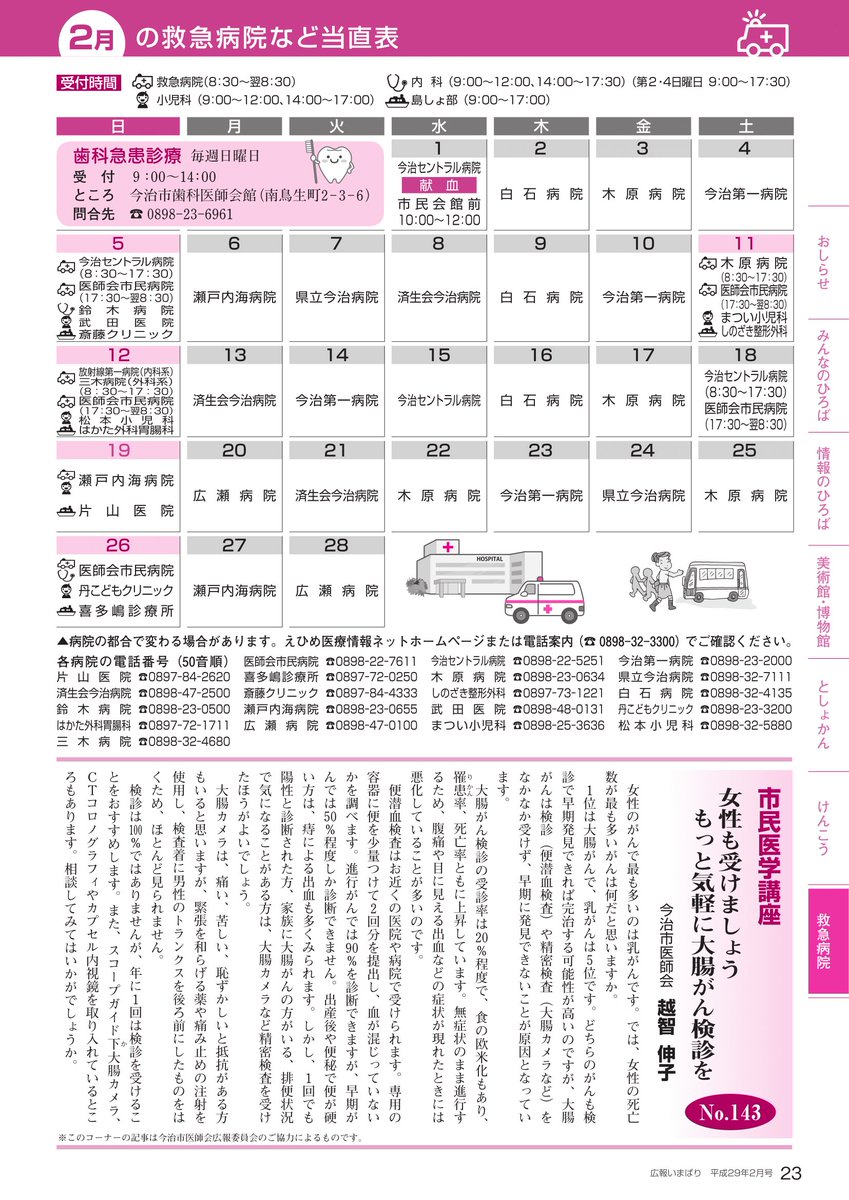 2月 の救急病院など当直表
受付時間 救急病院(8:30〜翌8:30) 内科 (9:00〜12:00、14:00〜17:30) (第2・4日曜日 9:00〜17:30)
小児科 (9:00〜12:00、14:00〜17:00) 島しょ部 (9:00〜17:00)
日 月 火 水 木 金 土
歯科急患診療 毎週日曜日
受付 9:00〜14:00
ところ 今治市歯科医師会館(南鳥生町2-3-6)
問合先 ☎0898-23-6961
1
今治セントラル病院
献血
市民会館前
10:00〜12:00
2
白石病院
3
木原病院
4
今治第一病院
5
今治セントラル病院
(8:30〜17:30)
医師会市民病院
(17:30〜翌8:30)
鈴木病院
武田医院
斎藤クリニック
6
瀬戸内海病院
7
県立今治病院
8
済生会今治病院
9
白石病院
10
今治第一病院
11
木原病院
(8:30〜17:30)
医師会市民病院
(17:30〜翌8:30)
まつい小児科
しのざき整形外科
12
放射線第一病院(内科系)
三木病院(外科系)
(8:30〜17:30)
医師会市民病院
(17:30〜翌8:30)
松本小児科
はかた外科胃腸科
13
済生会今治病院
14
今治第一病院
15
今治セントラル病院
16
白石病院
17
木原病院
18
今治セントラル病院
(8:30〜17:30)
医師会市民病院
(17:30〜翌8:30)
19
瀬戸内海病院
片山医院
20
広瀬病院
21
済生会今治病院
22
木原病院
23
今治第一病院
24
県立今治病院
25
木原病院
26
医師会市民病院
丹こどもクリニック
喜多嶋診療所
27
瀬戸内海病院
28
広瀬病院
HOSPITAL
▲病院の都合で変わる場合があります。えひめ医療情報ネットホームページまたは電話案内(☎0898-32-3300)でご確認ください。
各病院の電話番号(50音順) 医師会市民病院 ☎0898-22-7611 今治セントラル病院 ☎0898-22-5251 今治第一病院 ☎0898-23-2000
片山医院 ☎0897-84-2620 喜多嶋診療所 ☎0897-72-0250 木原病院 ☎0898-23-0634 県立今治病院 ☎0898-32-7111
済生会今治病院 ☎0898-47-2500 斎藤クリニック ☎0897-84-4333 しのざき整形外科 ☎0897-73-1221 白石病院 ☎0898-32-4135
鈴木病院 ☎0898-23-0500 瀬戸内海病院 ☎0898-23-0655 武田医院 ☎0898-48-0131 丹こどもクリニック ☎0898-23-3200
はかた外科胃腸科 ☎0897-72-1711 広瀬病院 ☎0898-47-0100 まつい小児科 ☎0898-25-3636 松本小児科 ☎0898-32-5880
三木病院 ☎0898-32-4680
市民医学講座
女性も受けましょう
もっと気軽に大腸がん検診を
今治市医師会 越智 伸子
No.143
女性のがんで最も多いのは乳がんです。では、女性の死亡
数が最も多いがんは何だと思いますか。
1位は大腸がんで、乳がんは5位です。どちらのがんも検
診で早期発見できれば完治する可能性が高いのですが、大腸
がんは検診（便潜血検査）や精密検査（大腸カメラなど）を
なかなか受けず、早期に発見できないことが原因となってい
ます。
大腸がん検診の受診率は20％程度で、食の欧米化もあり、
罹患率、死亡率ともに上昇しています。無症状のまま進行す
るため、腹痛や目に見える出血などの症状が現れたときには
悪化していることが多いのです。
便潜血検査はお近くの医院や病院で受けられます。専用の
容器に便を少量つけて2回分を提出し、血が混じっていない
かを調べます。進行がんでは90％を診断できますが、早期が
んでは50％程度しか診断できません。出産後や便秘で便が硬
い方は、痔による出血も多くみられます。しかし、1回でも
陽性と診断された方、家族に大腸がんの方がいる、排便状況
で気になることがある方は、大腸カメラなど精密検査を受け
たほうがよいでしょう。
大腸カメラは、痛い、苦しい、恥ずかしいと抵抗がある方
もいると思いますが、緊張を和らげる薬や痛み止めの注射を
使用し、検査着に男性のトランクスを後ろ前にしたものをは
くため、ほとんど見られません。
検診は100％ではありませんが、年に1回は検診を受けるこ
とをおすすめします。また、スコープガイド下大腸カメラ、
CTコロノグラフィやカプセル内視鏡を取り入れているとこ
ろもあります。相談してみてはいかがでしょうか。
※このコーナーの記事は今治市医師会広報委員会のご協力によるものです。
おしらせ
みんなのひろば
情報のひろば
美術館・博物館
としょかん
けんこう
救急病院
広報いまばり 平成29年2月号 23